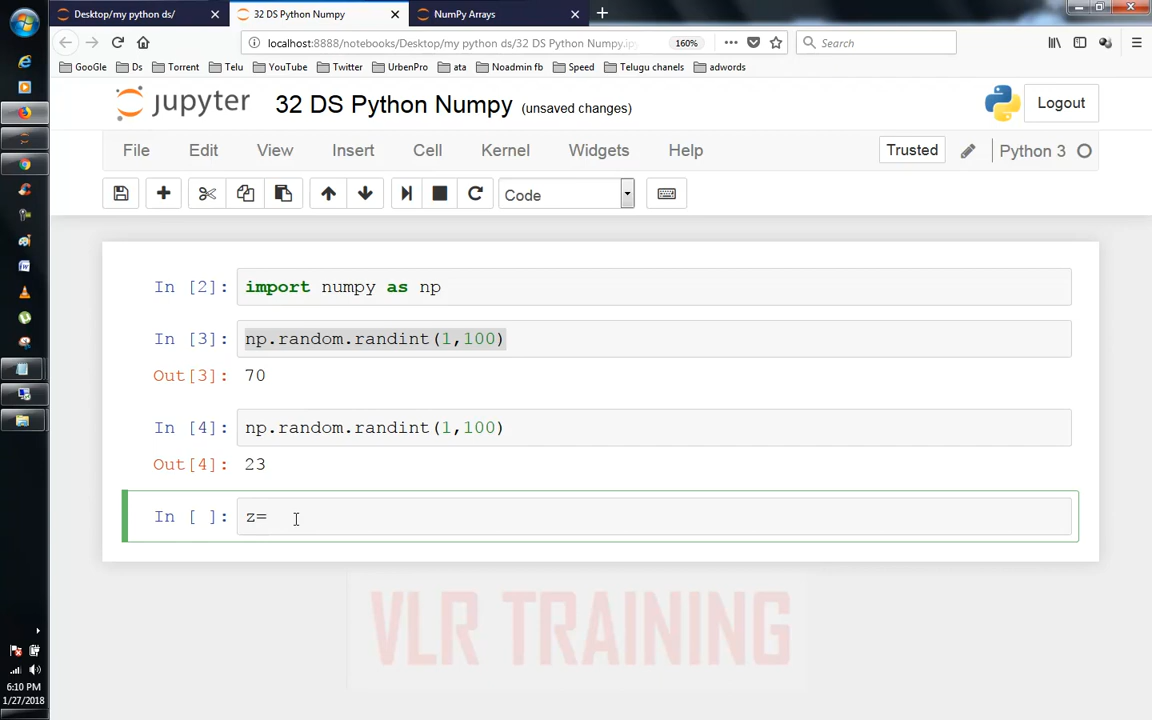 Desktop/my python ds/
32 DS Python Numpy
NumPy Arrays
localhost:8888/notebooks/Desktop/my python ds/32 DS Python Numpy.ip
160%
Search
GooGle
Ds
Torrent
Telu
YouTube
Twitter
UrbenPro
ata
Noadmin fb
Speed
Telugu chanels
adwords
jupyter
32 DS Python Numpy (unsaved changes)
Logout
File
Edit
View
Insert
Cell
Kernel
Widgets
Help
Trusted
Python 3
Code
In [2]: import numpy as np
In [3]: np.random.randint(1,100)
Out[3]: 70
In [4]: np.random.randint(1,100)
Out[4]: 23
In [ ]: z=
VLR TRAINING
6:10 PM
1/27/2018